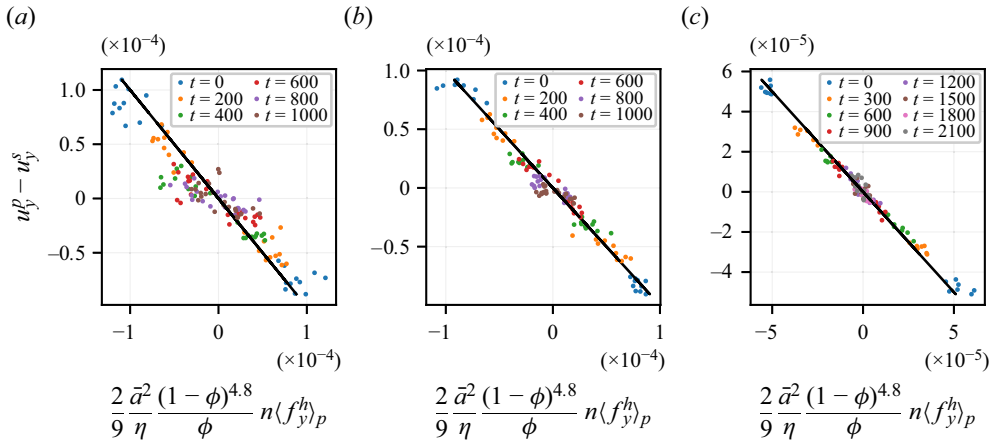 (a) (b) (c)
(×10−4) (×10−4) (×10−5)
t = 0 t = 600
t = 200 t = 800
t = 400 t = 1000
t = 0 t = 600
t = 200 t = 800
t = 400 t = 1000
t = 0 t = 1200
t = 300 t = 1500
t = 600 t = 1800
t = 900 t = 2100
u_y^p − u_y^s
1.0
0.5
0
−0.5
1.0
0.5
0
−0.5
6
4
2
0
−2
−4
−1 0 1
(×10−4)
−1 0 1
(×10−4)
−5 0 5
(×10−5)
2/9 ā²/η (1 − ϕ)^4.8/ϕ n⟨f_y^h⟩_p
2/9 ā²/η (1 − ϕ)^4.8/ϕ n⟨f_y^h⟩_p
2/9 ā²/η (1 − ϕ)^4.8/ϕ n⟨f_y^h⟩_p